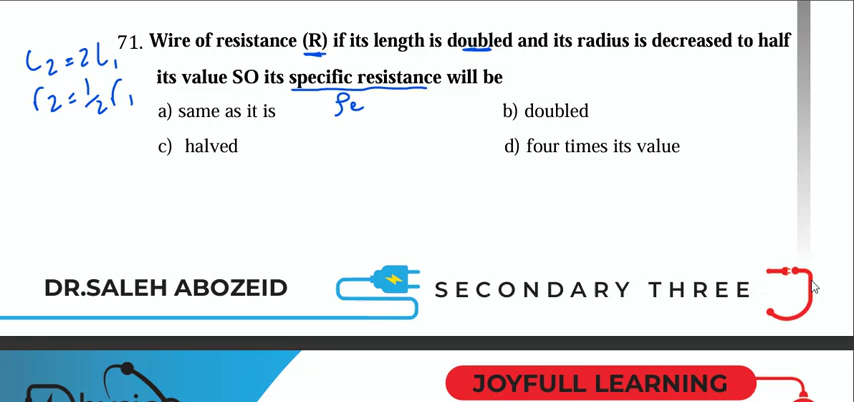 71. Wire of resistance (R) if its length is doubled and its radius is decreased to half
L₂ = 2L₁
its value SO its specific resistance will be
r₂ = ½ r₁
a) same as it is
ρe
b) doubled
c) halved
d) four times its value
DR.SALEH ABOZEID
SECONDARY THREE
JOYFULL LEARNING